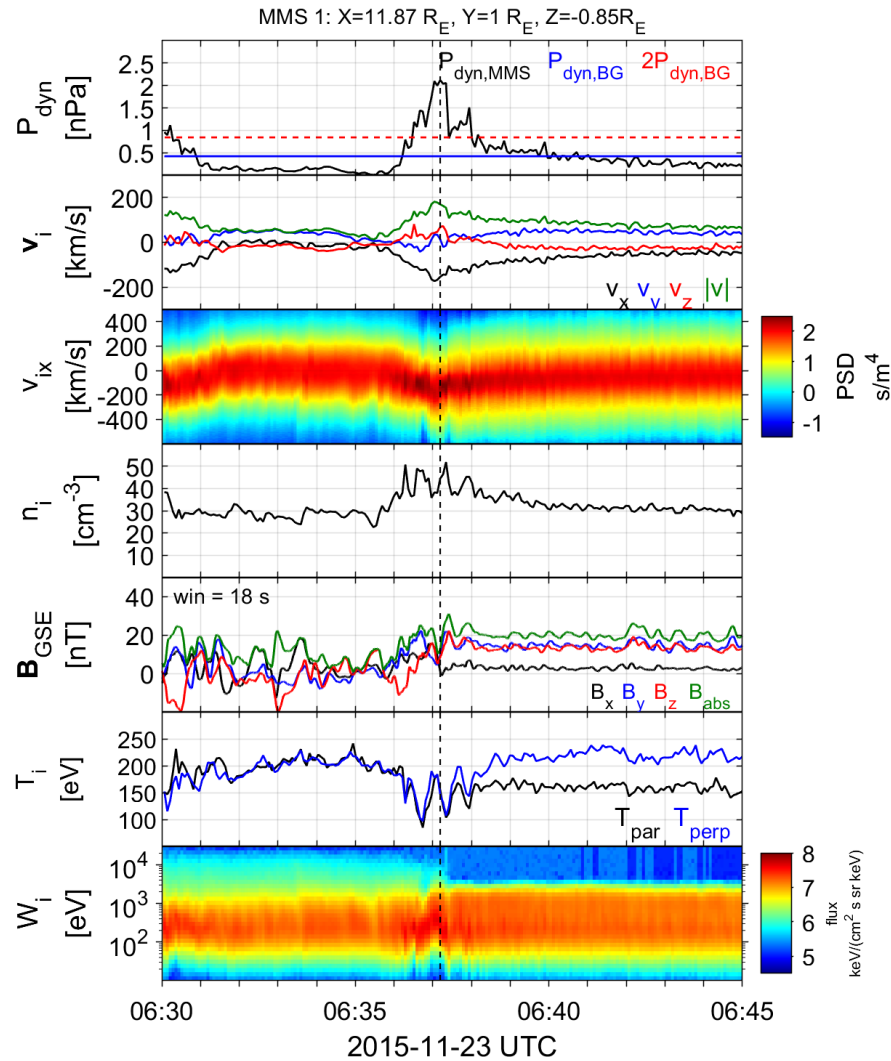 MMS 1: X=11.87 R_E, Y=1 R_E, Z=-0.85R_E
P_dyn [nPa]
2.5
2
1.5
1
0.5
P_dyn,MMS P_dyn,BG 2P_dyn,BG
v_i [km/s]
200
0
-200
v_x v_y v_z |v|
v_ix [km/s]
400
200
0
-200
-400
2
1
0
-1
PSD s/m^4
n_i [cm^-3]
50
40
30
20
10
B_GSE [nT]
40
20
0
win = 18 s
B_x B_y B_z B_abs
T_i [eV]
250
200
150
100
T_par T_perp
W_i [eV]
10^4
10^3
10^2
8
7
6
5
flux keV/(cm^2 s sr keV)
06:30 06:35 06:40 06:45
2015-11-23 UTC